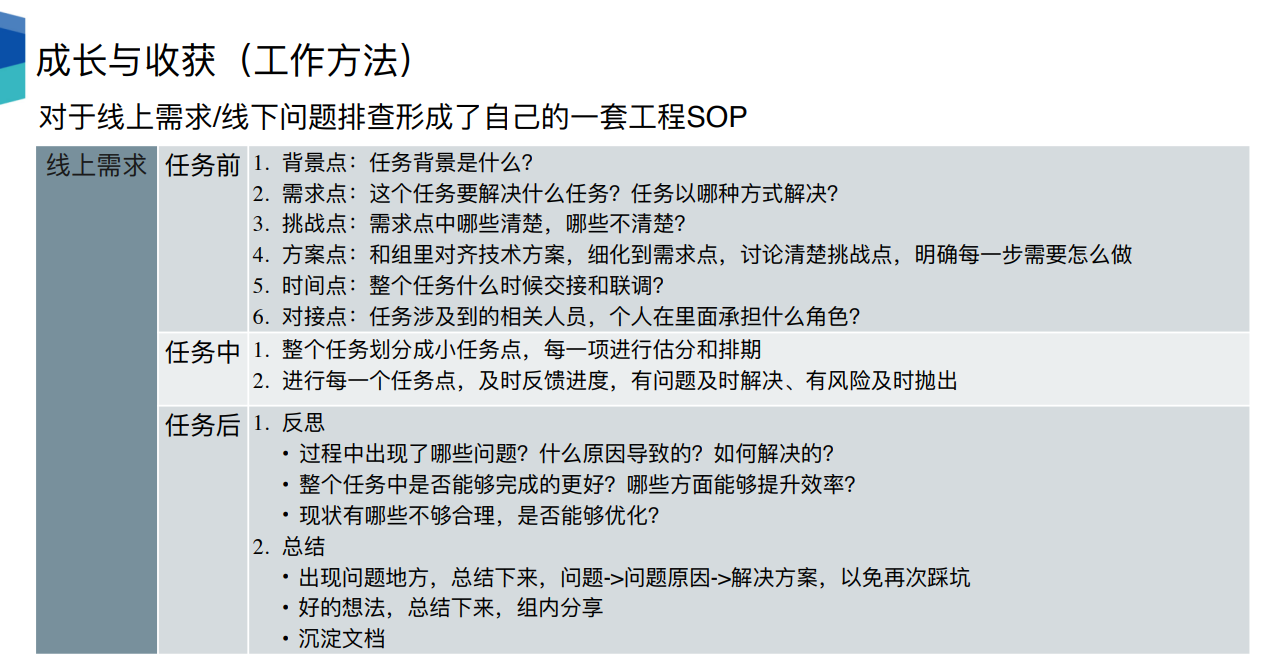 成长与收获（工作方法）
对于线上需求/线下问题排查形成了自己的一套工程SOP
线上需求
任务前
1. 背景点：任务背景是什么？
2. 需求点：这个任务要解决什么任务？任务以哪种方式解决？
3. 挑战点：需求点中哪些清楚，哪些不清楚？
4. 方案点：和组里对齐技术方案，细化到需求点，讨论清楚挑战点，明确每一步需要怎么做
5. 时间点：整个任务什么时候交接和联调？
6. 对接点：任务涉及到的相关人员，个人在里面承担什么角色？
任务中
1. 整个任务划分成小任务点，每一项进行估分和排期
2. 进行每一个任务点，及时反馈进度，有问题及时解决、有风险及时抛出
任务后
1. 反思
• 过程中出现了哪些问题？什么原因导致的？如何解决的？
• 整个任务中是否能够完成的更好？哪些方面能够提升效率？
• 现状有哪些不够合理，是否能够优化？
2. 总结
• 出现问题地方，总结下来，问题->问题原因->解决方案，以免再次踩坑
• 好的想法，总结下来，组内分享
• 沉淀文档